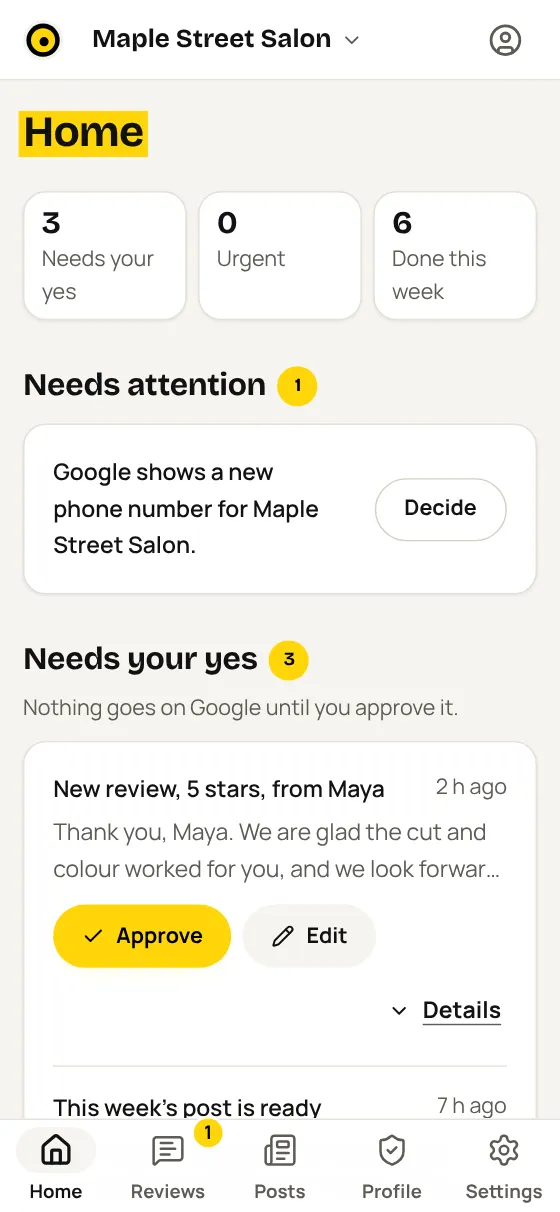 Maple Street Salon
Home
3
Needs your
yes
0
Urgent
6
Done this
week
Needs attention 1
Google shows a new
phone number for Maple
Street Salon.
Decide
Needs your yes 3
Nothing goes on Google until you approve it.
New review, 5 stars, from Maya 2 h ago
Thank you, Maya. We are glad the cut and
colour worked for you, and we look forwar…
Approve Edit
Details
This week’s post is ready 7 h ago
1
Home Reviews Posts Profile Settings